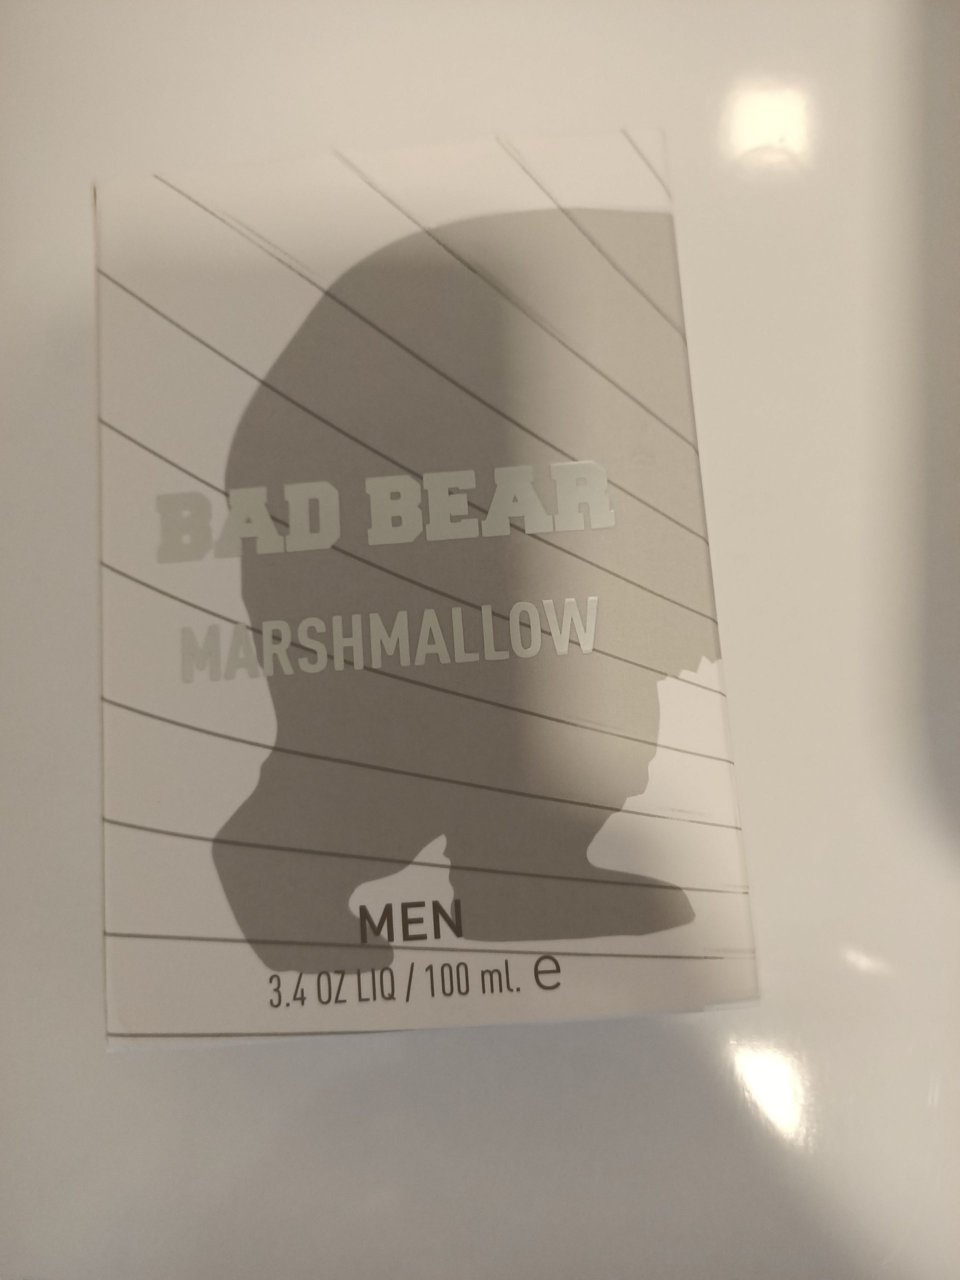 BAD BEAR
MARSHMALLOW
MEN
3.4 OZ LIQ / 100 ml. ℮